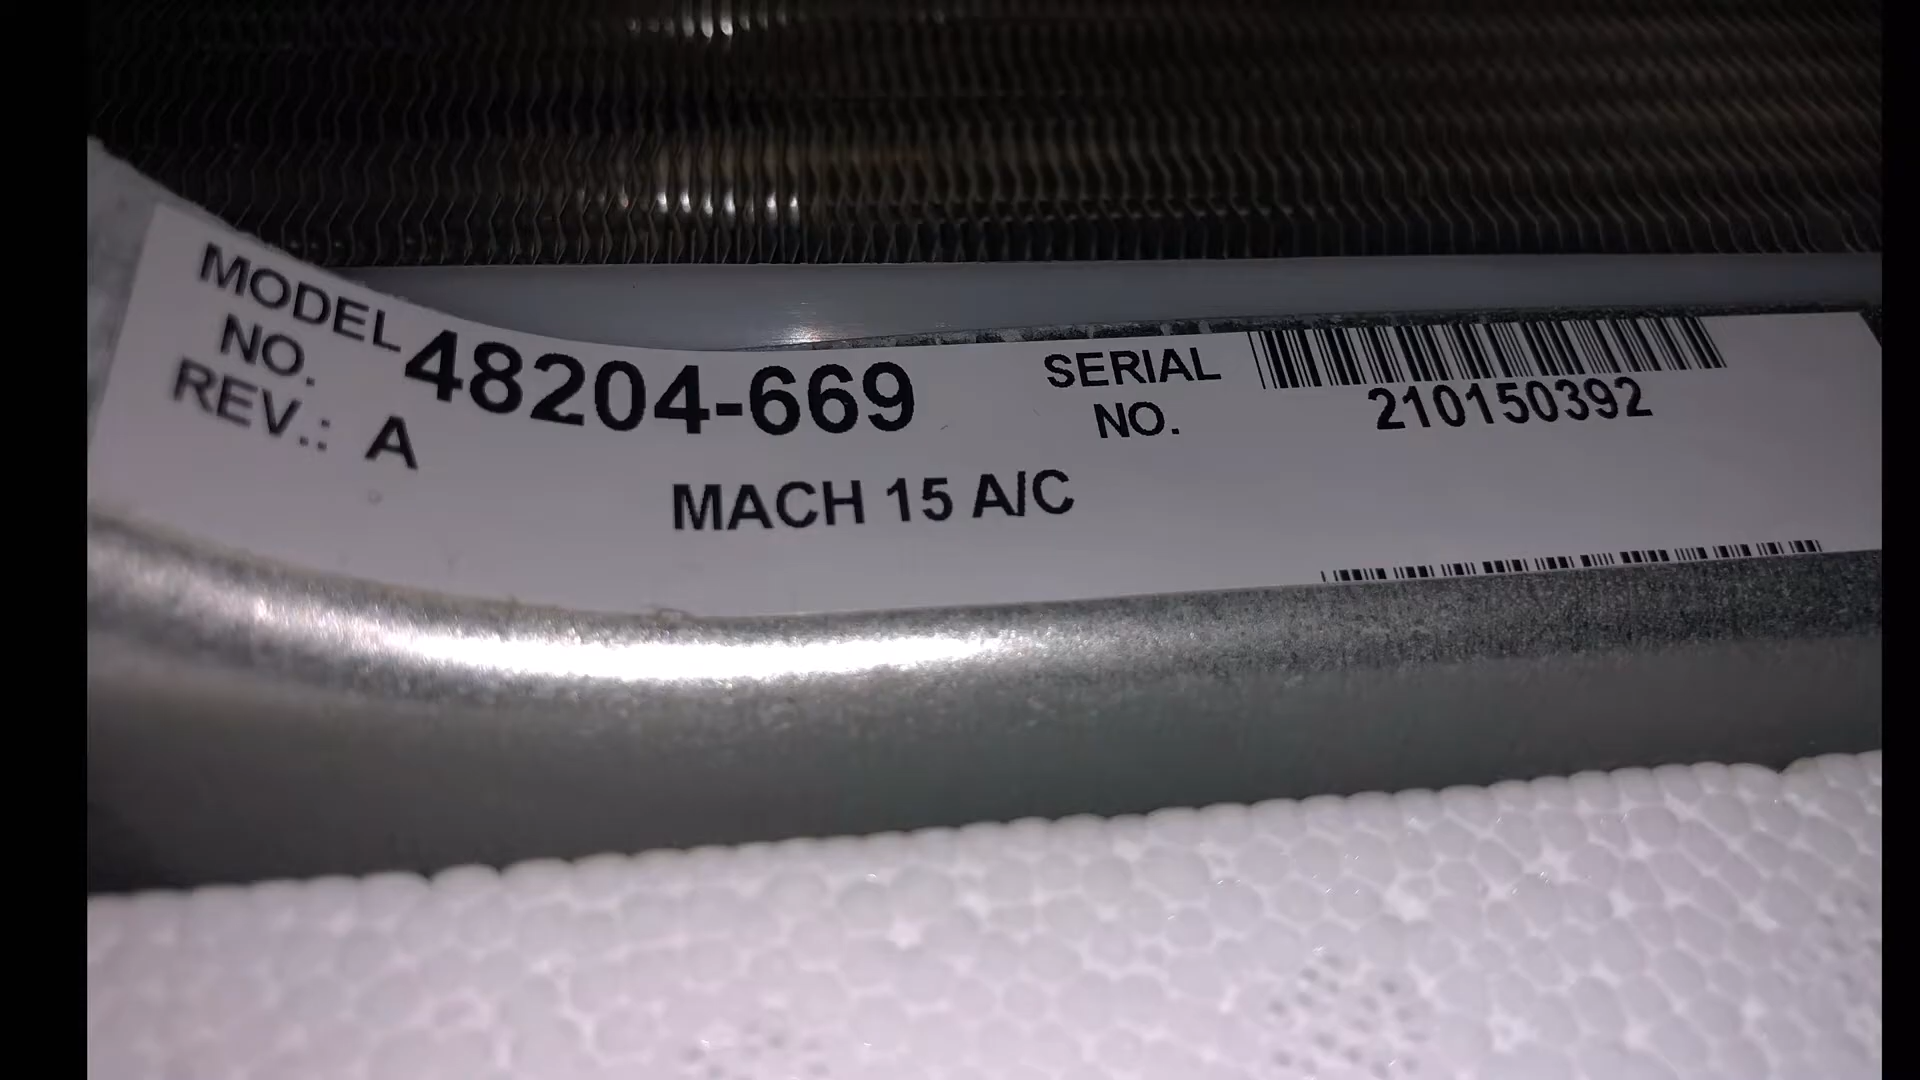 MODEL NO. 48204-669
REV.: A
SERIAL NO. 210150392
MACH 15 A/C